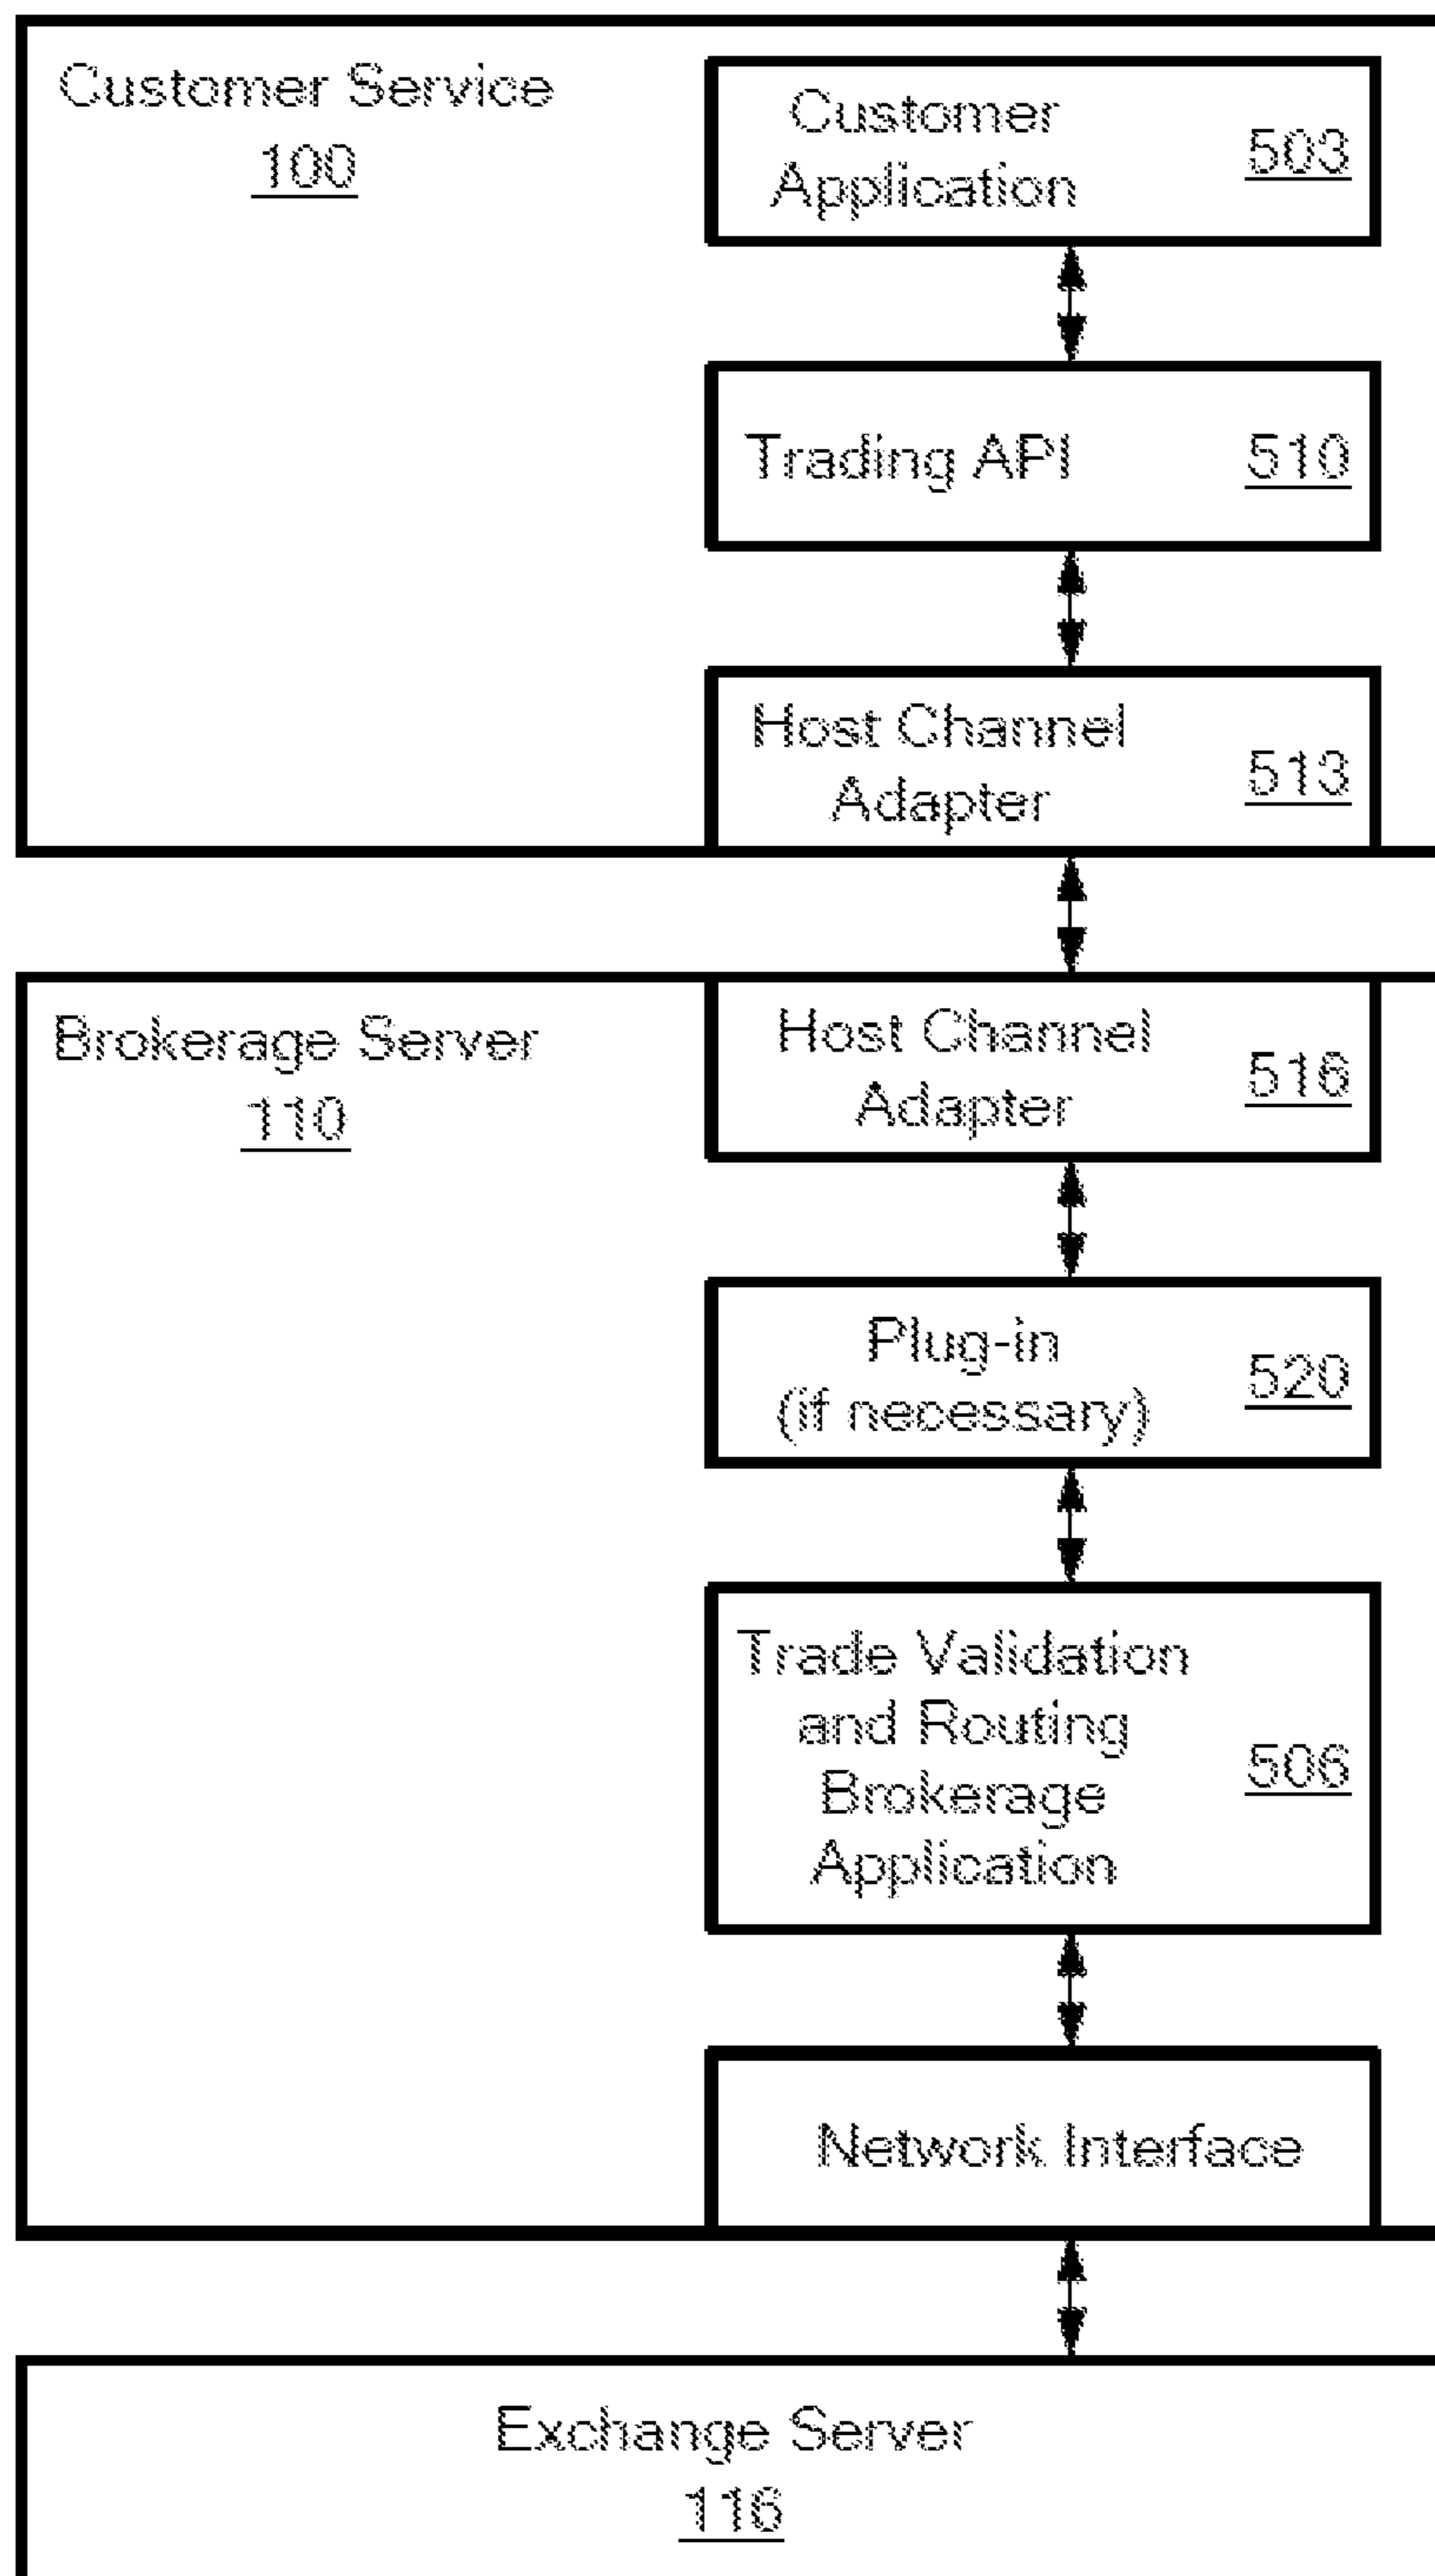 Customer Service
100
Customer
Application
503
Trading API
510
Host Channel
Adapter
513
Brokerage Server
110
Host Channel
Adapter
516
Plug-in
(if necessary)
520
Trade Validation
and Routing
Brokerage
Application
506
Network Interface
Exchange Server
116